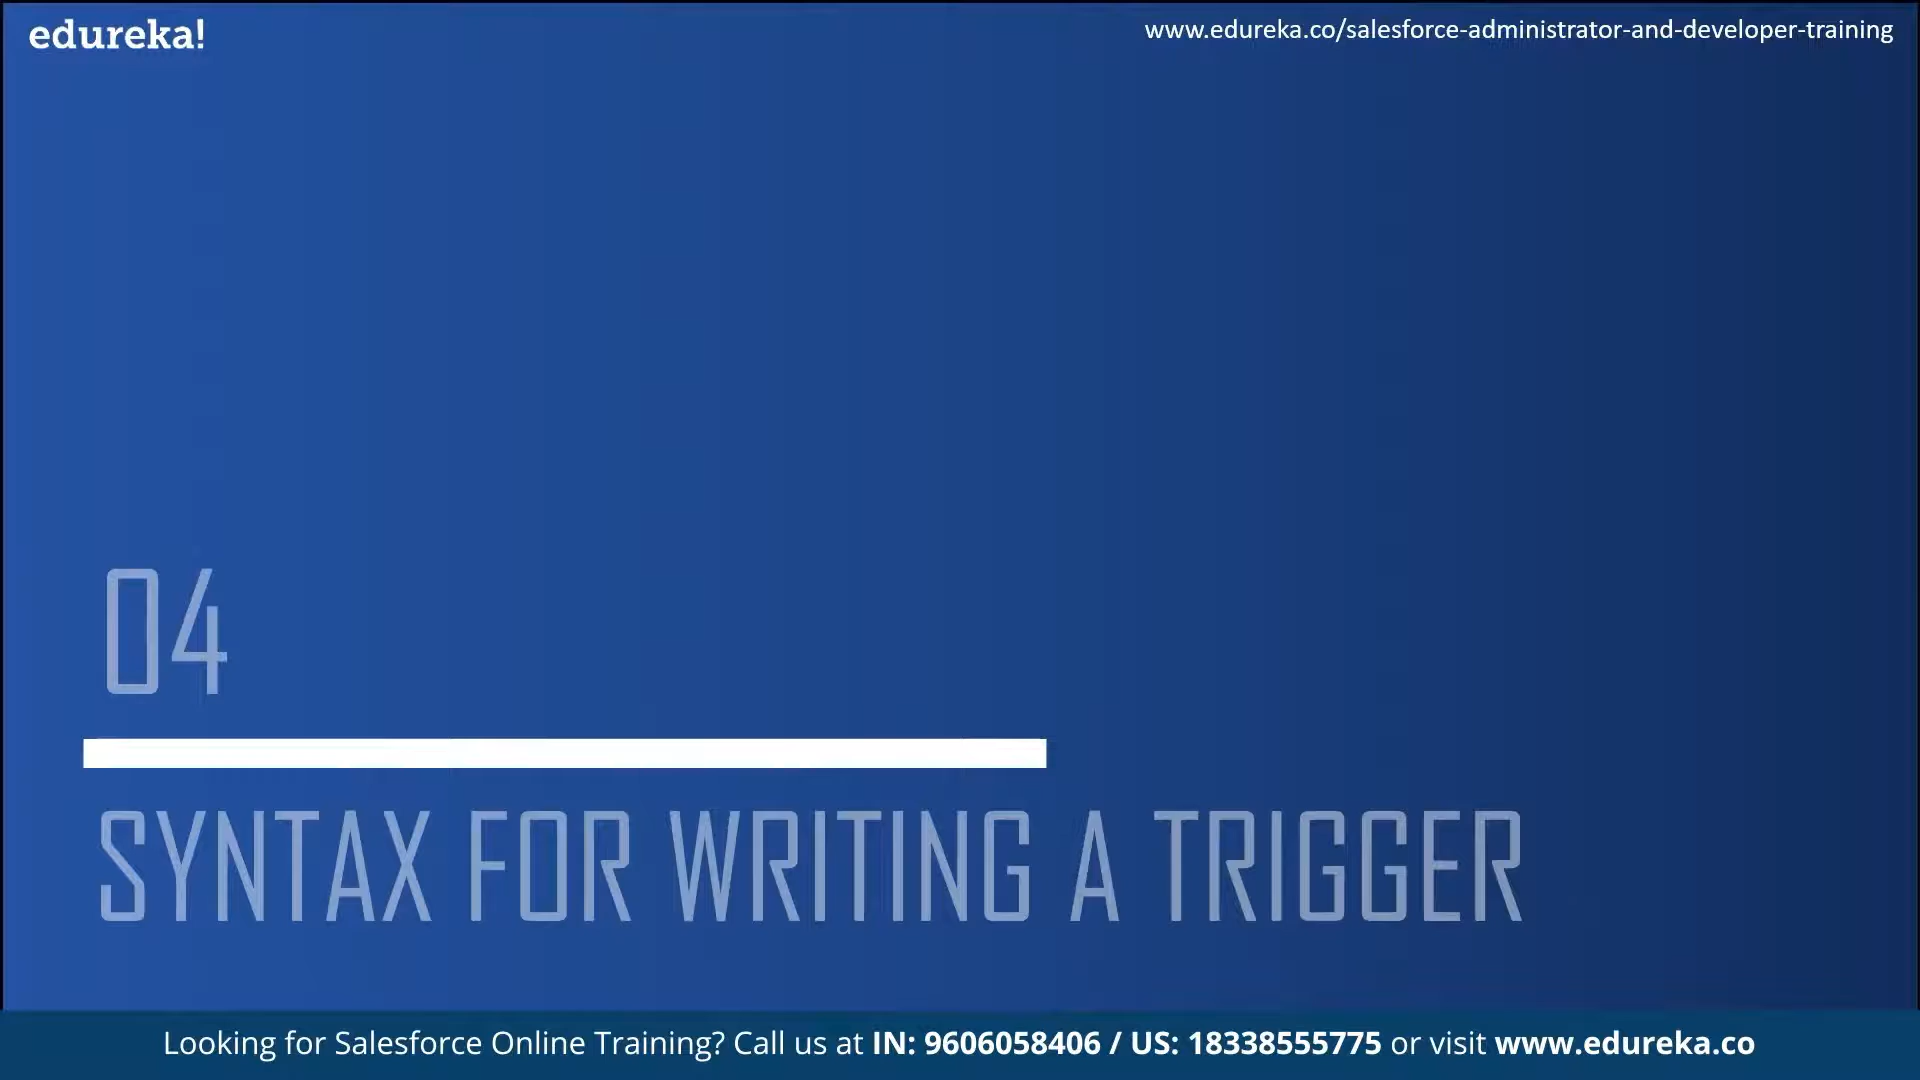 edureka!
www.edureka.co/salesforce-administrator-and-developer-training
04
SYNTAX FOR WRITING A TRIGGER
Looking for Salesforce Online Training? Call us at IN: 9606058406 / US: 18338555775 or visit www.edureka.co